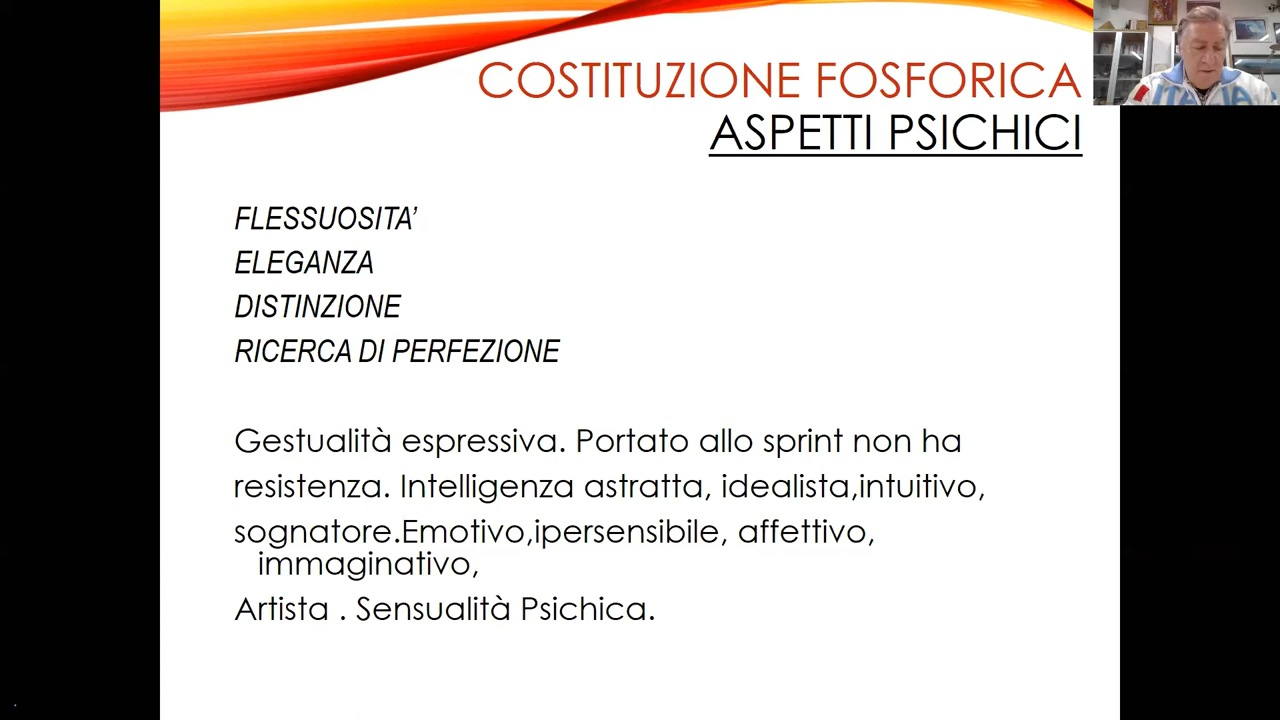 COSTITUZIONE FOSFORICA
ASPETTI PSICHICI
FLESSUOSITA’
ELEGANZA
DISTINZIONE
RICERCA DI PERFEZIONE
Gestualità espressiva. Portato allo sprint non ha
resistenza. Intelligenza astratta, idealista,intuitivo,
sognatore.Emotivo,ipersensibile, affettivo,
immaginativo,
Artista . Sensualità Psichica.